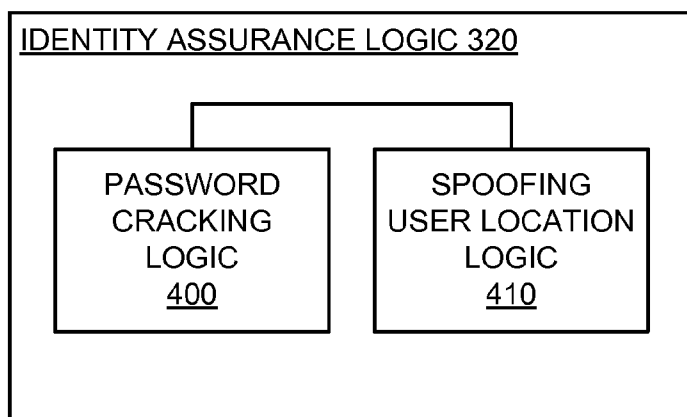 IDENTITY ASSURANCE LOGIC 320
PASSWORD
CRACKING
LOGIC
400
SPOOFING
USER LOCATION
LOGIC
410